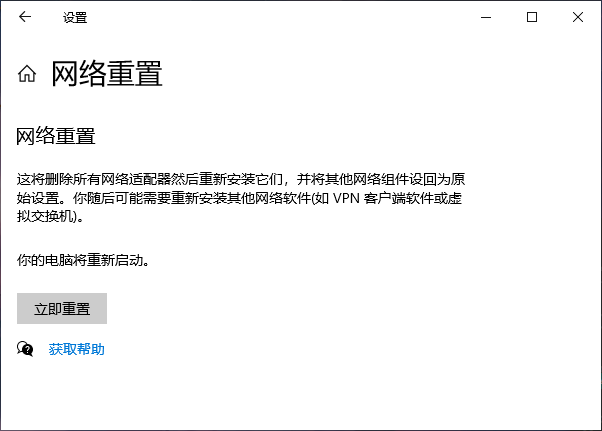 设置
网络重置
网络重置
这将删除所有网络适配器然后重新安装它们，并将其他网络组件设回为原
始设置。你随后可能需要重新安装其他网络软件(如 VPN 客户端软件或虚
拟交换机)。
你的电脑将重新启动。
立即重置
获取帮助